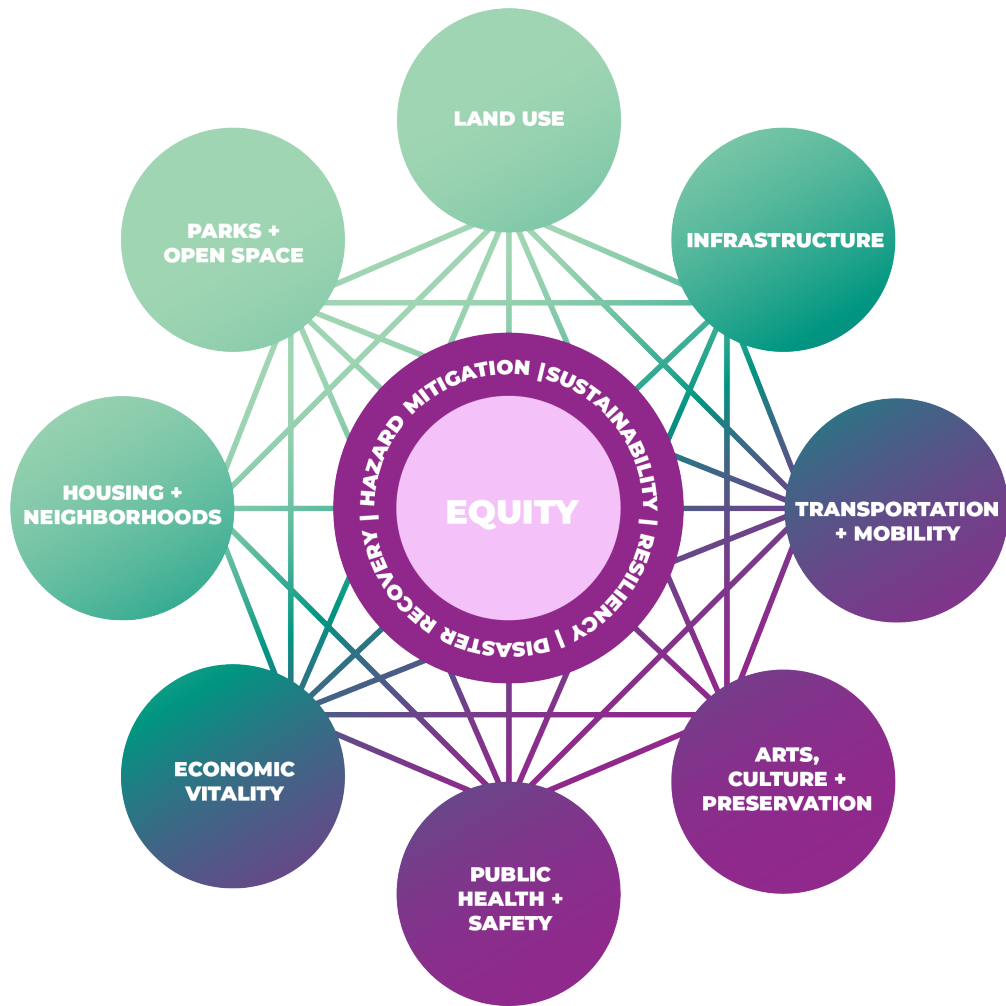 LAND USE
PARKS +
OPEN SPACE
INFRASTRUCTURE
HAZARD MITIGATION |SUSTAINABILITY | RESILIENCY | DISASTER RECOVERY |
EQUITY
HOUSING +
NEIGHBORHOODS
TRANSPORTATION
+ MOBILITY
ECONOMIC
VITALITY
ARTS,
CULTURE +
PRESERVATION
PUBLIC
HEALTH +
SAFETY